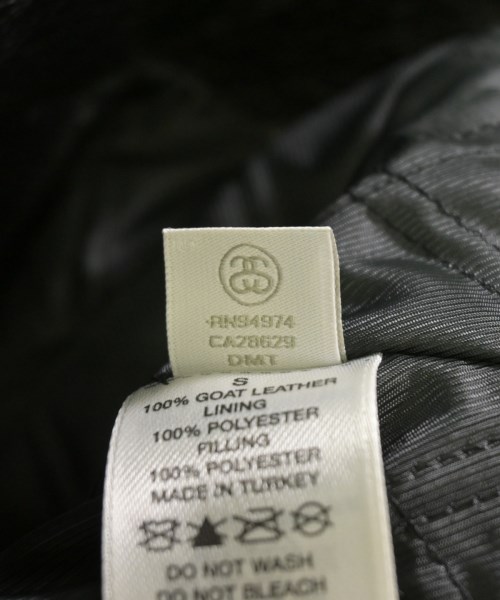 RN94974
CA28629
DMT
S
100% GOAT LEATHER
LINING
100% POLYESTER
FILLING
100% POLYESTER
MADE IN TURKEY
DO NOT WASH
DO NOT BLEACH